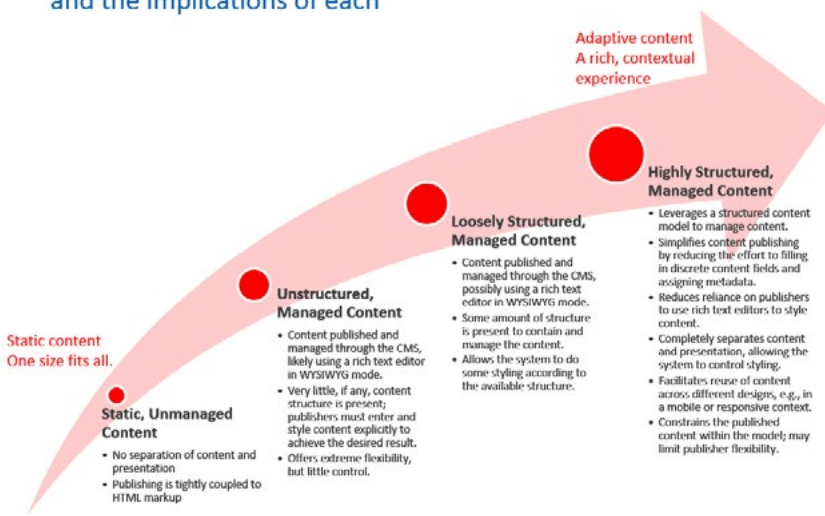 and the implications of each
Adaptive content
A rich, contextual
experience
Static content
One size fits all.
Static, Unmanaged
Content
• No separation of content and
presentation
• Publishing is tightly coupled to
HTML markup
Unstructured,
Managed Content
• Content published and
managed through the CMS,
likely using a rich text editor
in WYSIWYG mode.
• Very little, if any, content
structure is present;
publishers must enter and
style content explicitly to
achieve the desired result.
• Offers extreme flexibility,
but little control.
Loosely Structured,
Managed Content
• Content published and
managed through the CMS,
possibly using a rich text
editor in WYSIWYG mode.
• Some amount of structure
is present to contain and
manage the content.
• Allows the system to do
some styling according to
the available structure.
Highly Structured,
Managed Content
• Leverages a structured content
model to manage content.
• Simplifies content publishing
by reducing the effort to filling
in discrete content fields and
assigning metadata.
• Reduces reliance on publishers
to use rich text editors to style
content.
• Completely separates content
and presentation, allowing the
system to control styling.
• Facilitates reuse of content
across different designs, e.g., in
a mobile or responsive context.
• Constrains the published
content within the model; may
limit publisher flexibility.